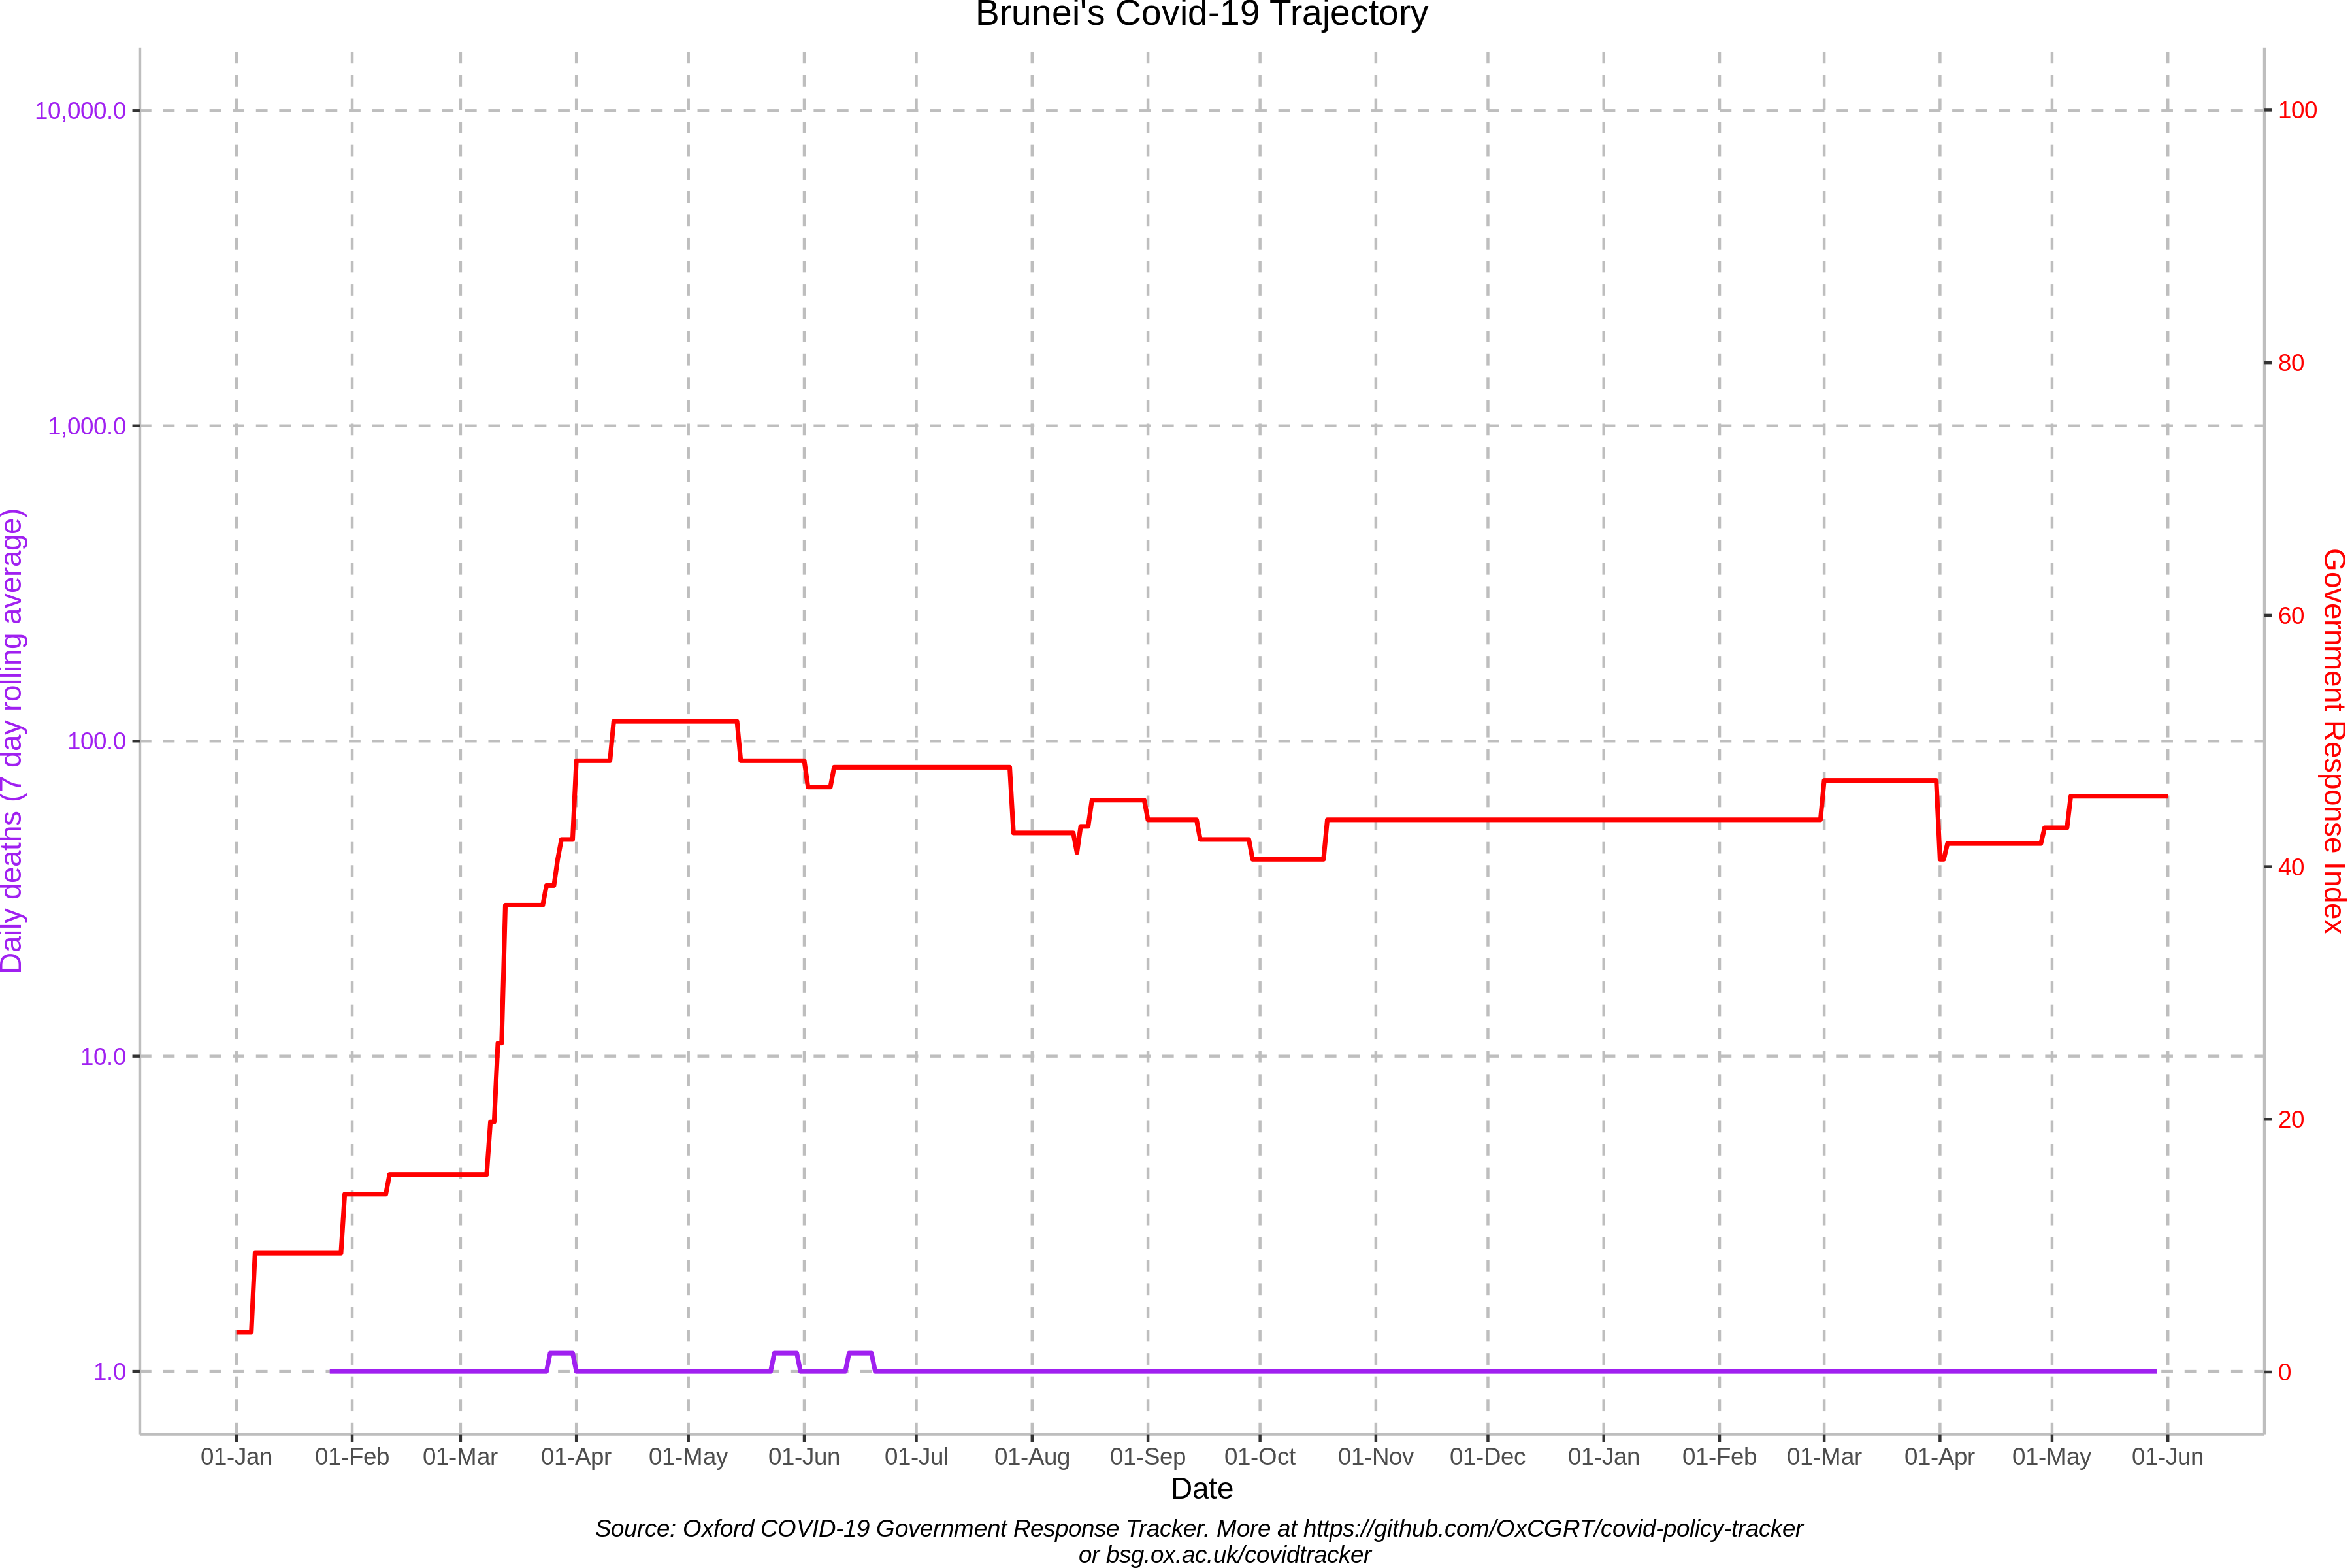 Brunei's Covid-19 Trajectory
10,000.0
1,000.0
100.0
10.0
1.0
Daily deaths (7 day rolling average)
100
80
60
40
20
0
Government Response Index
01-Jan 01-Feb 01-Mar 01-Apr 01-May 01-Jun 01-Jul 01-Aug 01-Sep 01-Oct 01-Nov 01-Dec 01-Jan 01-Feb 01-Mar 01-Apr 01-May 01-Jun
Date
Source: Oxford COVID-19 Government Response Tracker. More at https://github.com/OxCGRT/covid-policy-tracker
or bsg.ox.ac.uk/covidtracker